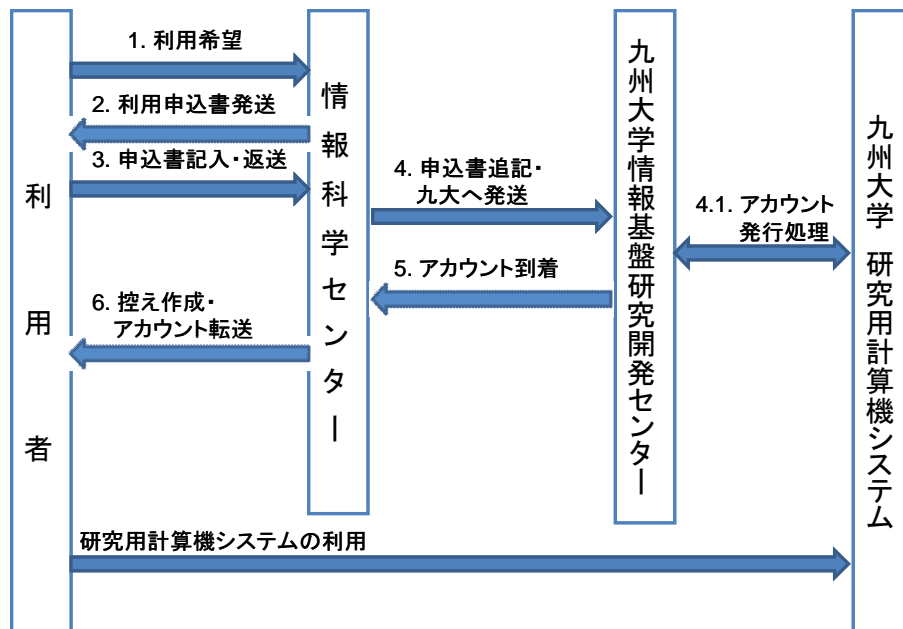 1. 利用希望
2. 利用申込書発送
3. 申込書記入・返送
4. 申込書追記・
九大へ発送
4.1. アカウント
発行処理
5. アカウント到着
6. 控え作成・
アカウント転送
研究用計算機システムの利用
利用者
情報科学センター
九州大学情報基盤研究開発センター
九州大学 研究用計算機システム